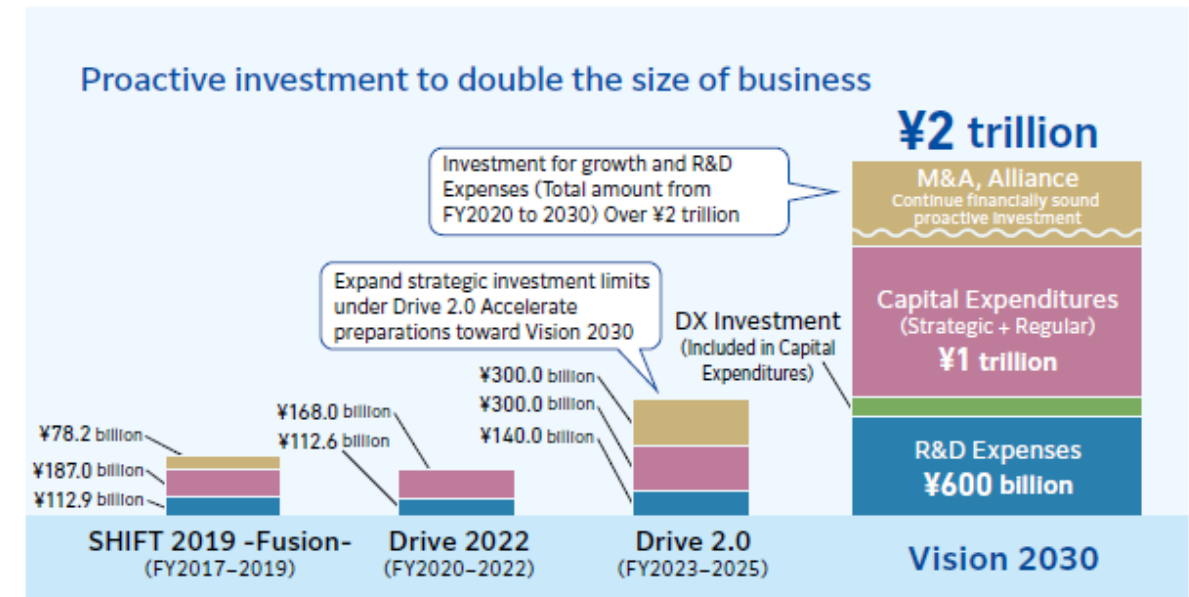 Proactive investment to double the size of business
¥2 trillion
Investment for growth and R&D
Expenses (Total amount from
FY2020 to 2030) Over ¥2 trillion
M&A, Alliance
Continue financially sound
proactive investment
Expand strategic investment limits
under Drive 2.0 Accelerate
preparations toward Vision 2030
DX Investment
(Included in Capital
Expenditures)
Capital Expenditures
(Strategic + Regular)
¥1 trillion
R&D Expenses
¥600 billion
¥78.2 billion
¥187.0 billion
¥112.9 billion
¥168.0 billion
¥112.6 billion
¥300.0 billion
¥300.0 billion
¥140.0 billion
SHIFT 2019 -Fusion-
(FY2017–2019)
Drive 2022
(FY2020–2022)
Drive 2.0
(FY2023–2025)
Vision 2030